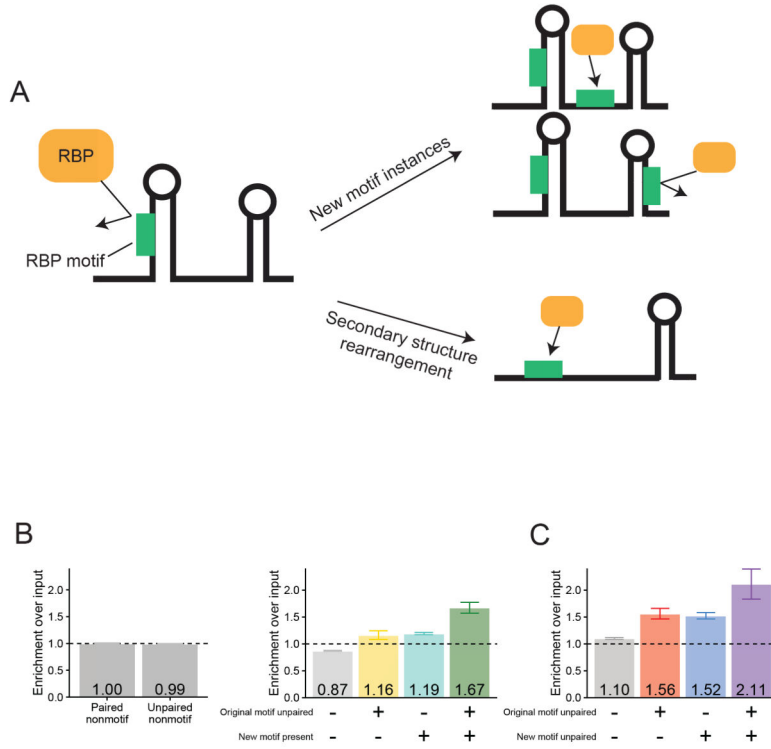 A
RBP
RBP motif
New motif instances
Secondary structure
rearrangement
B
Enrichment over input
2.0
1.5
1.0
0.5
0.0
1.00
0.99
Paired
nonmotif
Unpaired
nonmotif
Enrichment over input
2.0
1.5
1.0
0.5
0.0
0.87
1.16
1.19
1.67
Original motif unpaired - + - +
New motif present - - + +
C
Enrichment over input
2.0
1.5
1.0
0.5
0.0
1.10
1.56
1.52
2.11
Original motif unpaired - + - +
New motif unpaired - - + +